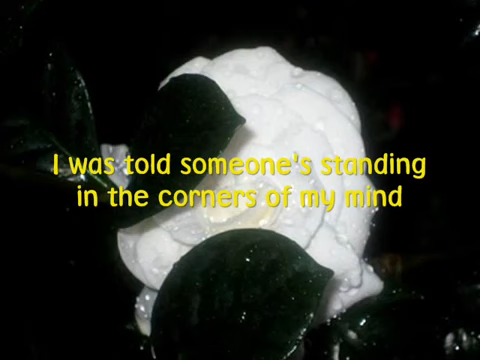 I was told someone's standing
in the corners of my mind